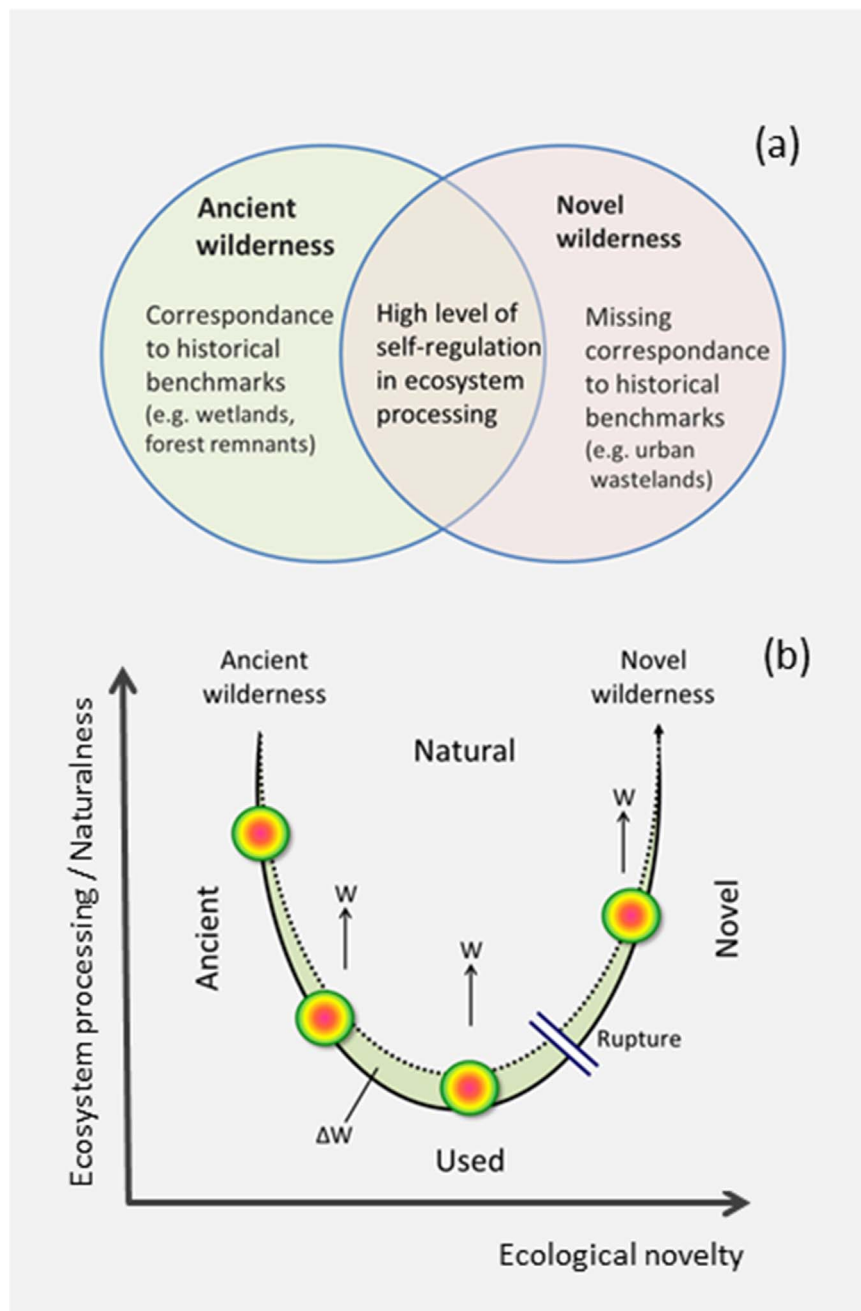 (a)
Ancient
wilderness
Correspondance
to historical
benchmarks
(e.g. wetlands,
forest remnants)
High level of
self-regulation
in ecosystem
processing
Novel
wilderness
Missing
correspondance
to historical
benchmarks
(e.g. urban
wastelands)
(b)
Ancient
wilderness
Novel
wilderness
Natural
Ecosystem processing / Naturalness
Ancient
W
W
W
Novel
Rupture
ΔW
Used
Ecological novelty